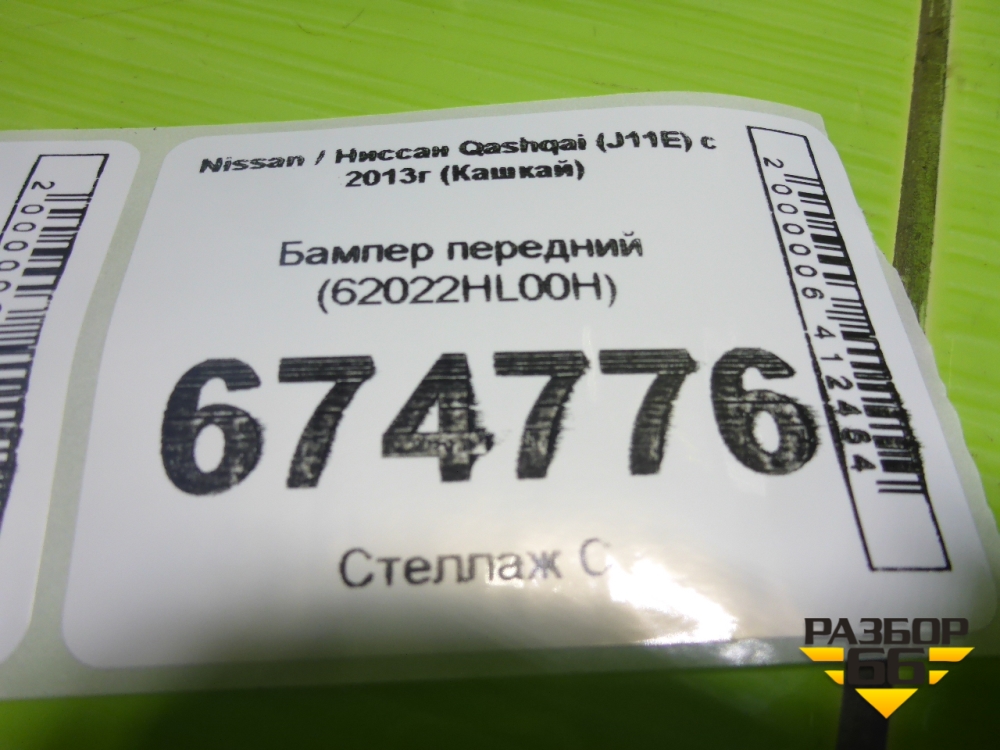 Nissan / Ниссан Qashqai (J11E) с
2013г (Кашкай)
Бампер передний
(62022HL00H)
674776
Стеллаж С
2000006412464
РАЗБОР
66